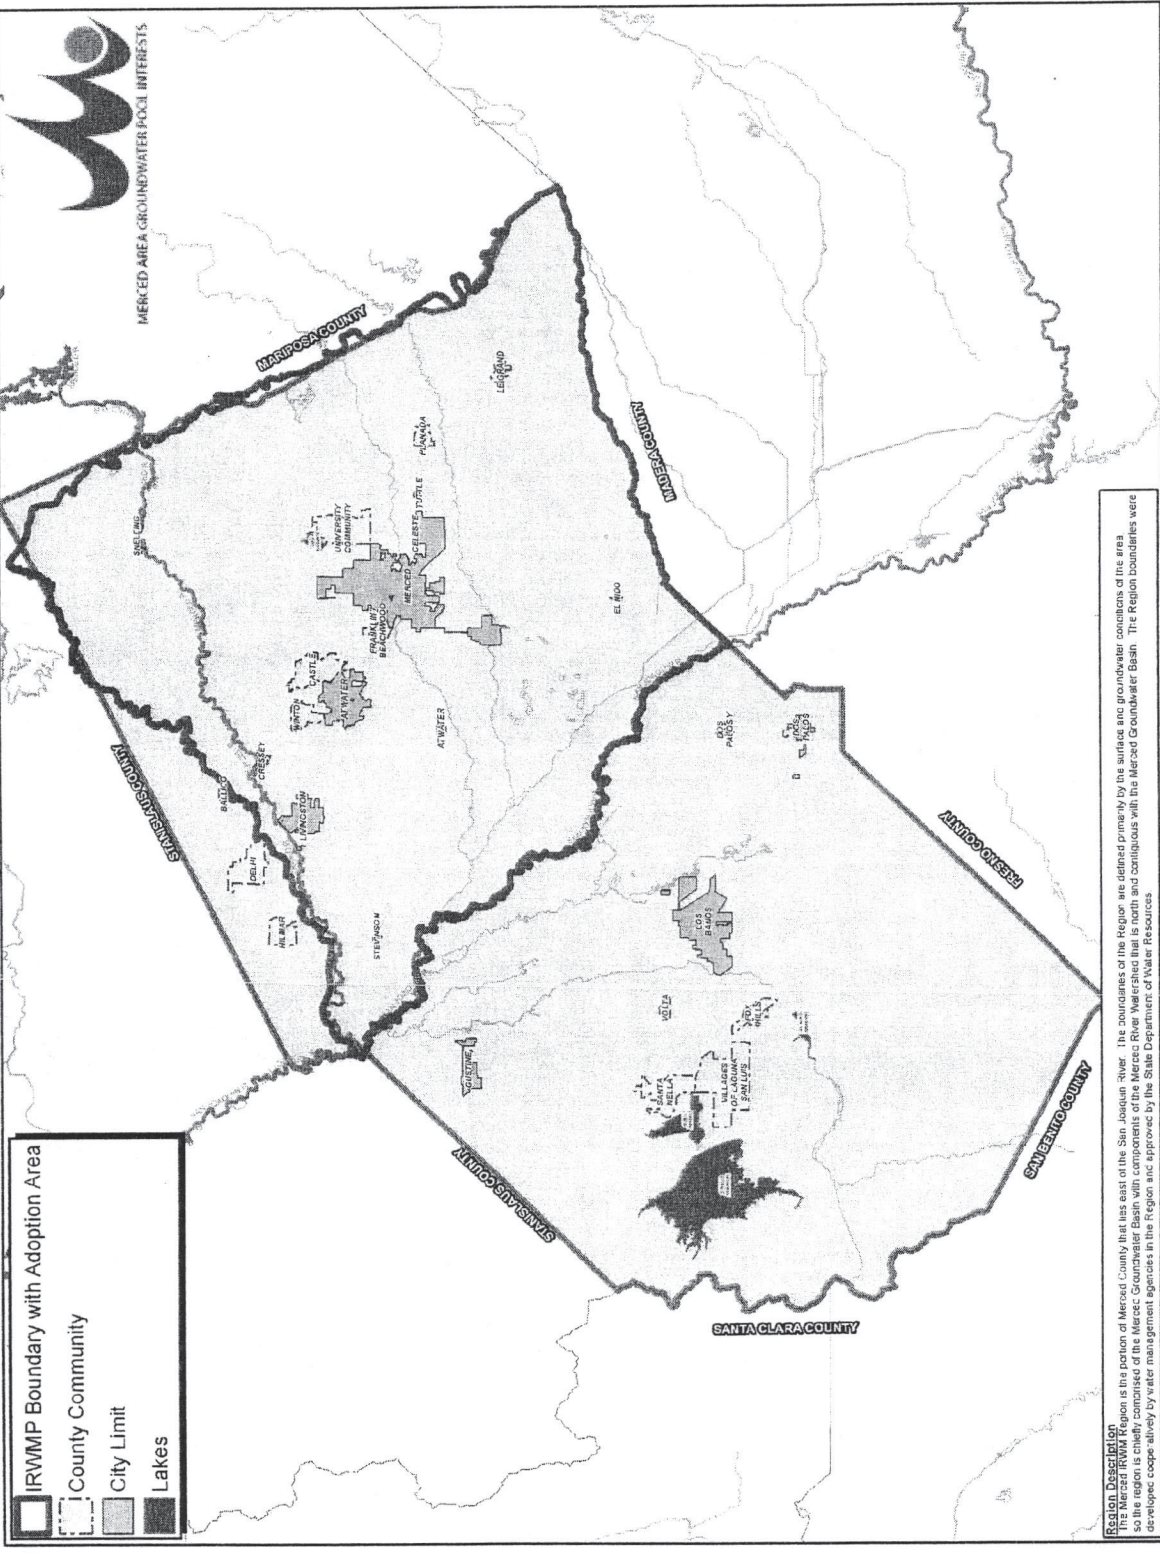 MERCED AREA GROUNDWATER POOL INTERESTS
IRWMP Boundary with Adoption Area
County Community
City Limit
Lakes
STANISLAUS COUNTY
MARIPOSA COUNTY
SNELLING
BALLICO
CRESSEY
DELHI
HILMAR
LIVINGSTON
WINTON
CASTLE
ATWATER
UNIVERSITY
COMMUNITY
FRANKLIN
BEACHWOOD
MERCED
CELESTE
TUTTLE
PLANADA
LEGRAND
STEVINSON
ATWATER
EL NIDO
MADERA COUNTY
STANISLAUS COUNTY
GUSTINE
SANTA
NELLA
VOLTA
VILLAGES
OF LAGUNA
SAN LUIS
FOX
HILLS
LOS
BANOS
DOS
PALOS Y
DOS
PALOS
SANTA CLARA COUNTY
SAN BENITO COUNTY
FRESNO COUNTY
Region Description
The Merced IRWM Region is the portion of Merced County that lies east of the San Joaquin River. The boundaries of the Region are defined primarily by the surface and groundwater conditions of the area
so the region is chiefly comprised of the Merced Groundwater Basin with components of the Merced River Watershed that is north and contiguous with the Merced Groundwater Basin. The Region boundaries were
developed cooperatively by water management agencies in the Region and approved by the State Department of Water Resources